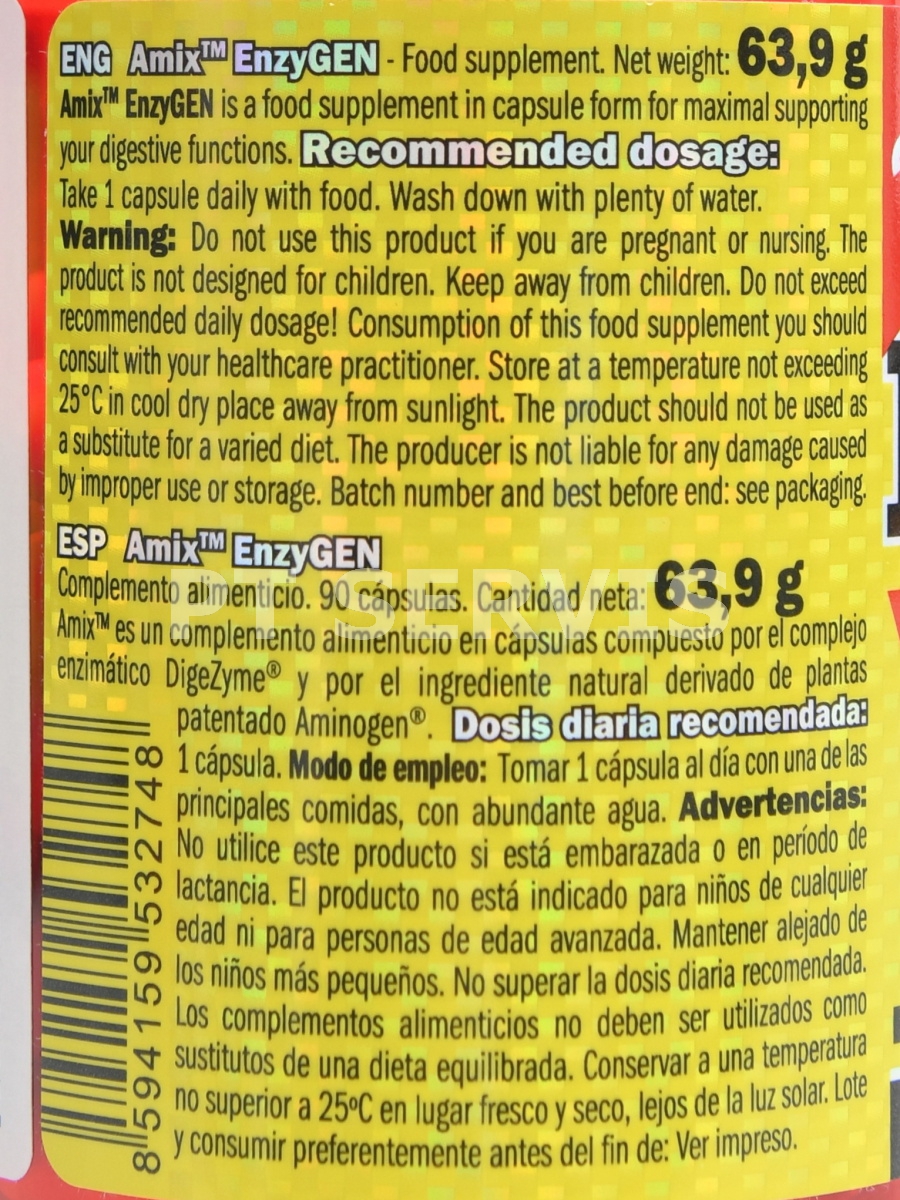 ENG Amix™ EnzyGEN - Food supplement. Net weight: 63,9 g
Amix™ EnzyGEN is a food supplement in capsule form for maximal supporting
your digestive functions. Recommended dosage:
Take 1 capsule daily with food. Wash down with plenty of water.
Warning: Do not use this product if you are pregnant or nursing. The
product is not designed for children. Keep away from children. Do not exceed
recommended daily dosage! Consumption of this food supplement you should
consult with your healthcare practitioner. Store at a temperature not exceeding
25°C in cool dry place away from sunlight. The product should not be used as
a substitute for a varied diet. The producer is not liable for any damage caused
by improper use or storage. Batch number and best before end: see packaging.
ESP Amix™ EnzyGEN
Complemento alimenticio. 90 cápsulas. Cantidad neta: 63,9 g
PT SERVIS
Amix™ es un complemento alimenticio en cápsulas compuesto por el complejo
enzimático DigeZyme® y por el ingrediente natural derivado de plantas
patentado Aminogen®. Dosis diaria recomendada:
1 cápsula. Modo de empleo: Tomar 1 cápsula al día con una de las
principales comidas, con abundante agua. Advertencias:
No utilice este producto si está embarazada o en período de
lactancia. El producto no está indicado para niños de cualquier
edad ni para personas de edad avanzada. Mantener alejado de
los niños más pequeños. No superar la dosis diaria recomendada.
Los complementos alimenticios no deben ser utilizados como
sustitutos de una dieta equilibrada. Conservar a una temperatura
no superior a 25ºC en lugar fresco y seco, lejos de la luz solar. Lote
y consumir preferentemente antes del fin de: Ver impreso.
8 594159 532748